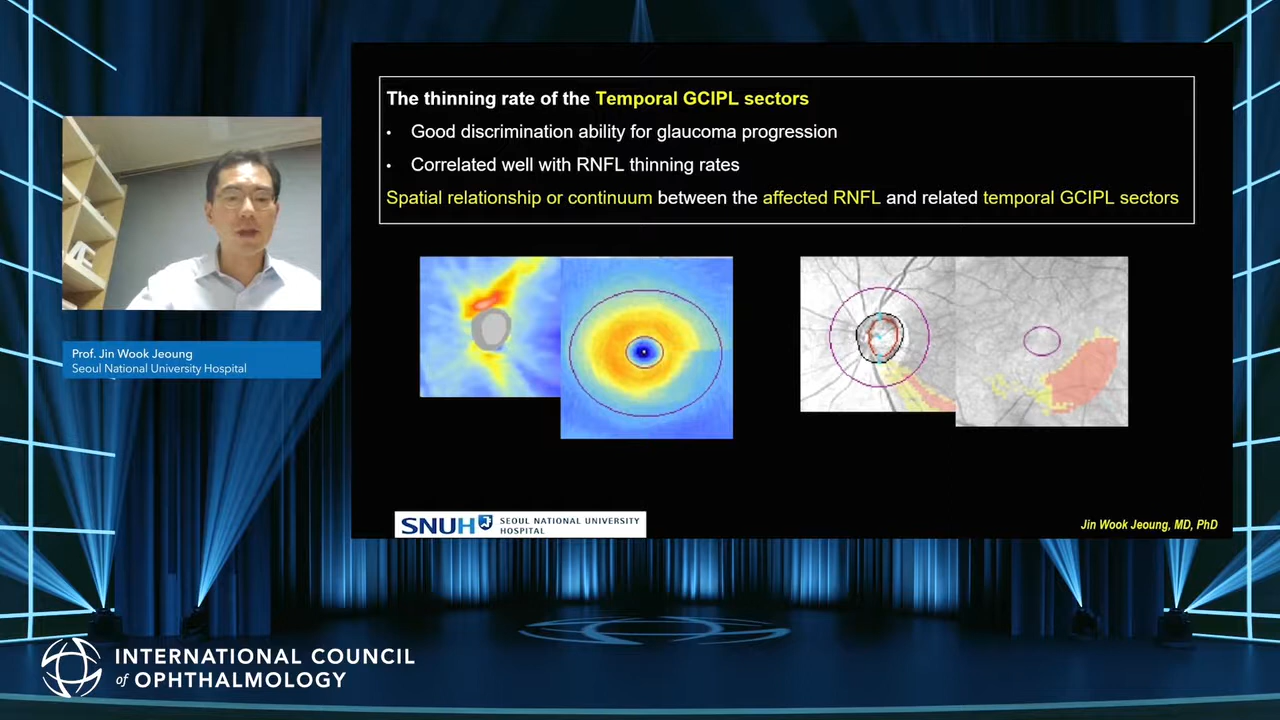 The thinning rate of the Temporal GCIPL sectors
• Good discrimination ability for glaucoma progression
• Correlated well with RNFL thinning rates
Spatial relationship or continuum between the affected RNFL and related temporal GCIPL sectors
Æ
Prof. Jin Wook Jeoung
Seoul National University Hospital
SNUH SEOUL NATIONAL UNIVERSITY
HOSPITAL
Jin Wook Jeoung, MD, PhD
INTERNATIONAL COUNCIL
of OPHTHALMOLOGY